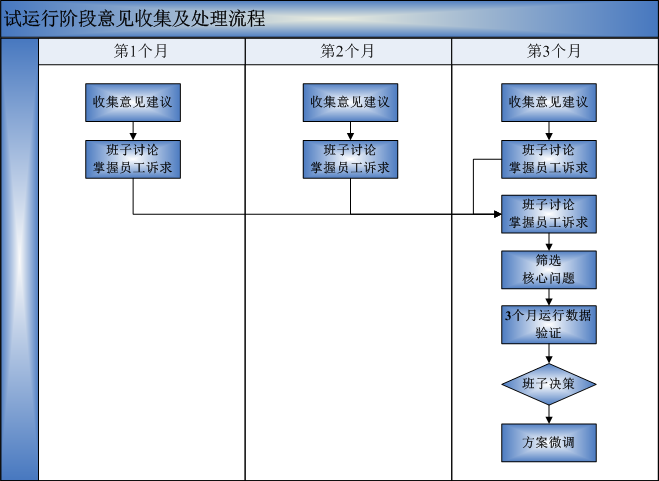 试运行阶段意见收集及处理流程
第1个月
第2个月
第3个月
收集意见建议
收集意见建议
收集意见建议
班子讨论
掌握员工诉求
班子讨论
掌握员工诉求
班子讨论
掌握员工诉求
班子讨论
掌握员工诉求
筛选
核心问题
3个月运行数据
验证
班子决策
方案微调